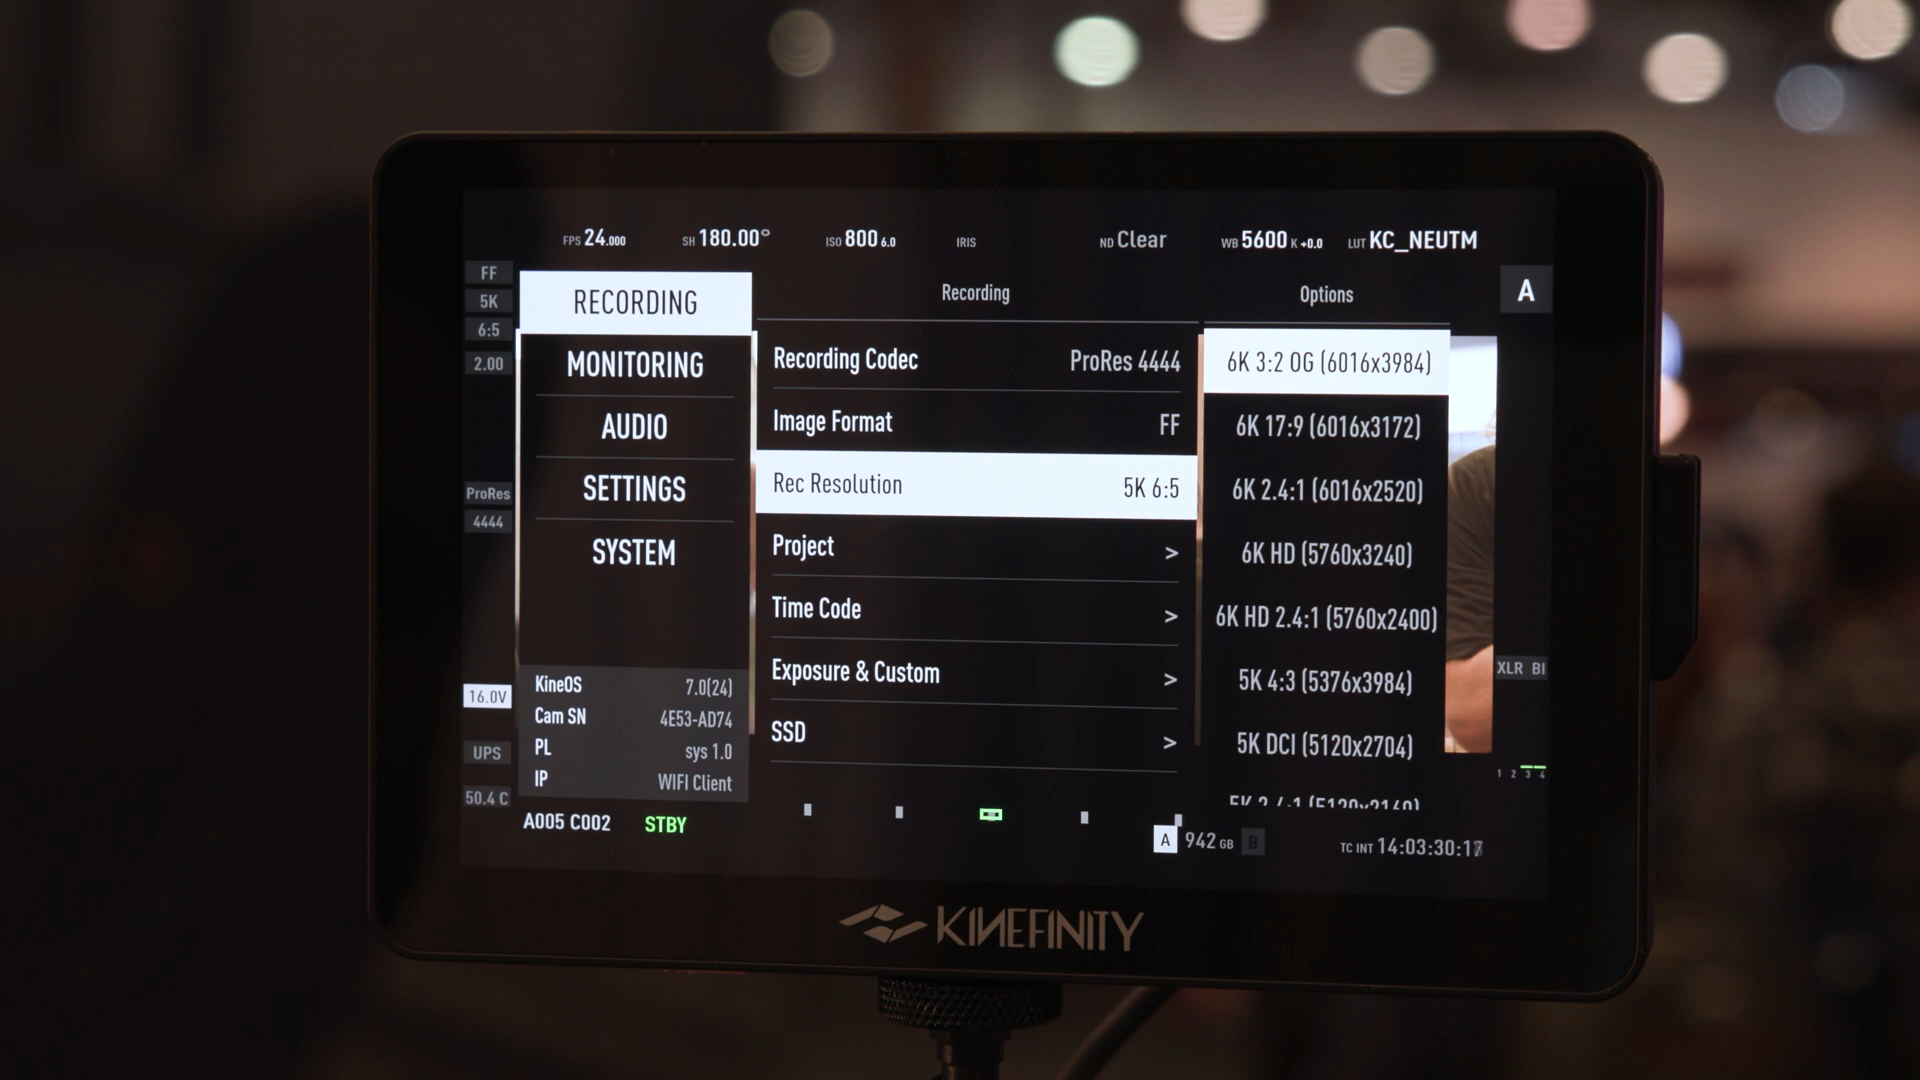 FPS 24.000 SH 180.00° ISO 800 6.0 IRIS ND Clear WB 5600 K +0.0 LUT KC_NEUTM
FF
5K
6:5
2.00
ProRes
4444
16.0V
UPS
50.4 C
RECORDING
MONITORING
AUDIO
SETTINGS
SYSTEM
KineOS 7.0(24)
Cam SN 4E53-AD74
PL sys 1.0
IP WIFI Client
Recording
Recording Codec ProRes 4444
Image Format FF
Rec Resolution 5K 6:5
Project >
Time Code >
Exposure & Custom >
SSD >
Options
6K 3:2 OG (6016x3984)
6K 17:9 (6016x3172)
6K 2.4:1 (6016x2520)
6K HD (5760x3240)
6K HD 2.4:1 (5760x2400)
5K 4:3 (5376x3984)
5K DCI (5120x2704)
5K 2.4:1 (5120x2160)
A
XLR BI
1 2 3 4
A005 C002 STBY A 942 GB B TC INT 14:03:30:
KINEFINITY